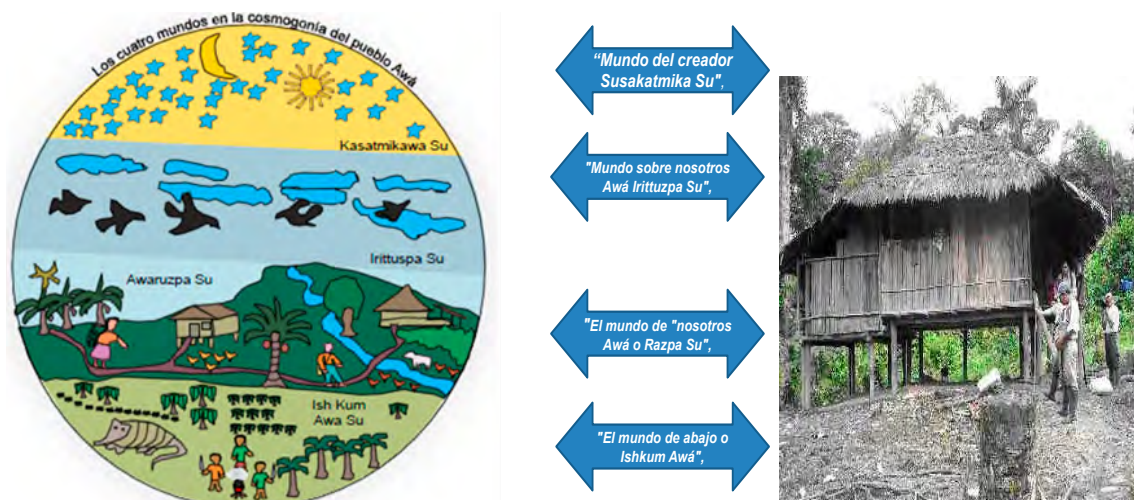 Los cuatro mundos en la cosmogonía del pueblo Awá
Kasatmikawa Su
Irittuspa Su
Awaruzpa Su
Ish Kum
Awa Su
“Mundo del creador
Susakatmika Su",
"Mundo sobre nosotros
Awá Irittuzpa Su",
"El mundo de "nosotros
Awá o Razpa Su",
"El mundo de abajo o
Ishkum Awá",